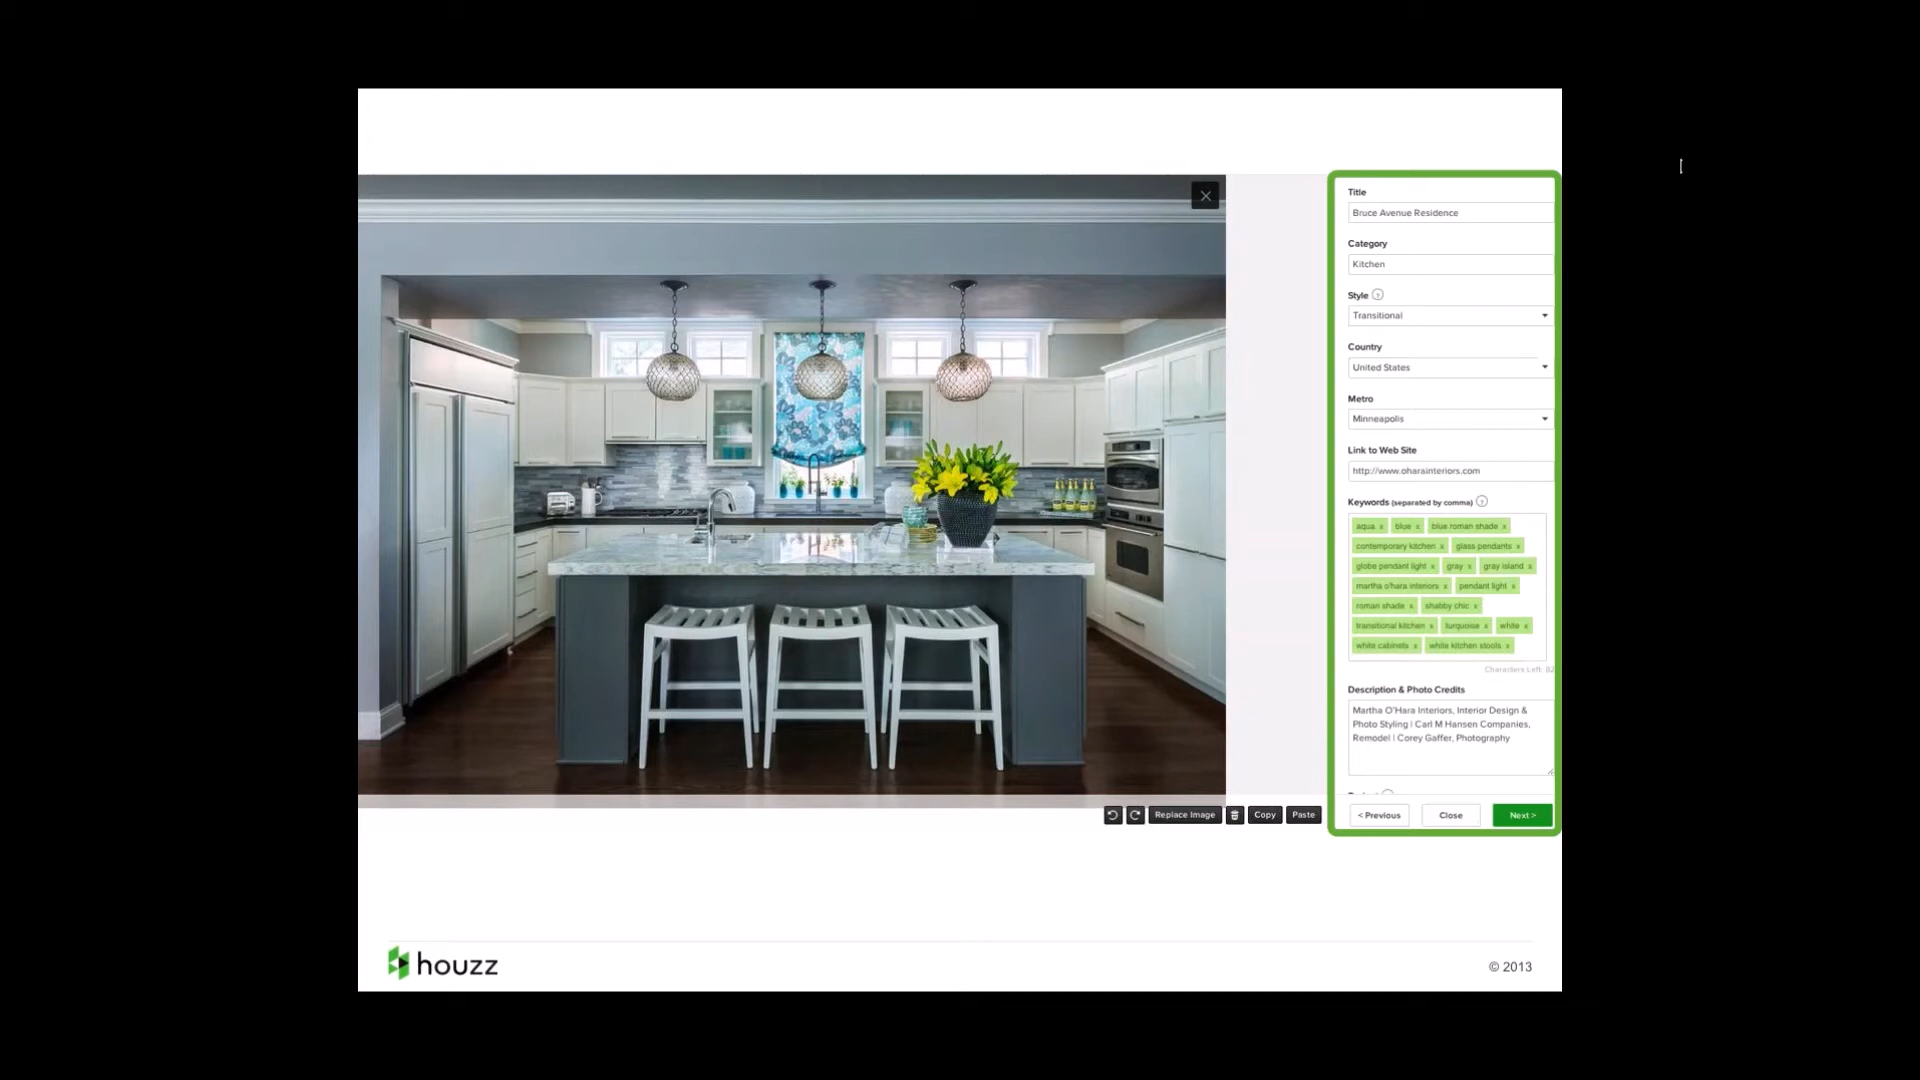 Title
Bruce Avenue Residence
Category
Kitchen
Style ?
Transitional
Country
United States
Metro
Minneapolis
Link to Web Site
http://www.oharainteriors.com
Keywords (separated by comma) ?
aqua x blue x blue roman shade x
contemporary kitchen x glass pendants x
globe pendant light x gray x gray island x
martha o'hara interiors x pendant light x
roman shade x shabby chic x
transitional kitchen x turquoise x white x
white cabinets x white kitchen stools x
Characters Left: 82
Description & Photo Credits
Martha O'Hara Interiors, Interior Design &
Photo Styling | Carl M Hansen Companies,
Remodel | Corey Gaffer, Photography
Replace Image Copy Paste
< Previous Close Next >
houzz
© 2013